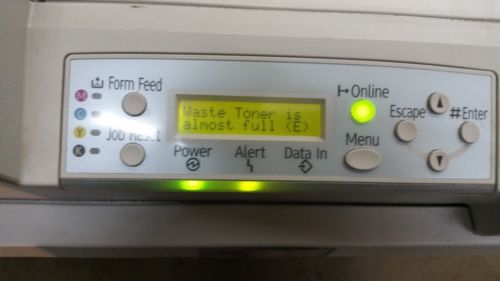 Form Feed
M
C
Y
K
Job Reset
Waste Toner is
almost full (E)
Power
Alert
Data In
Online
Menu
Escape
#Enter